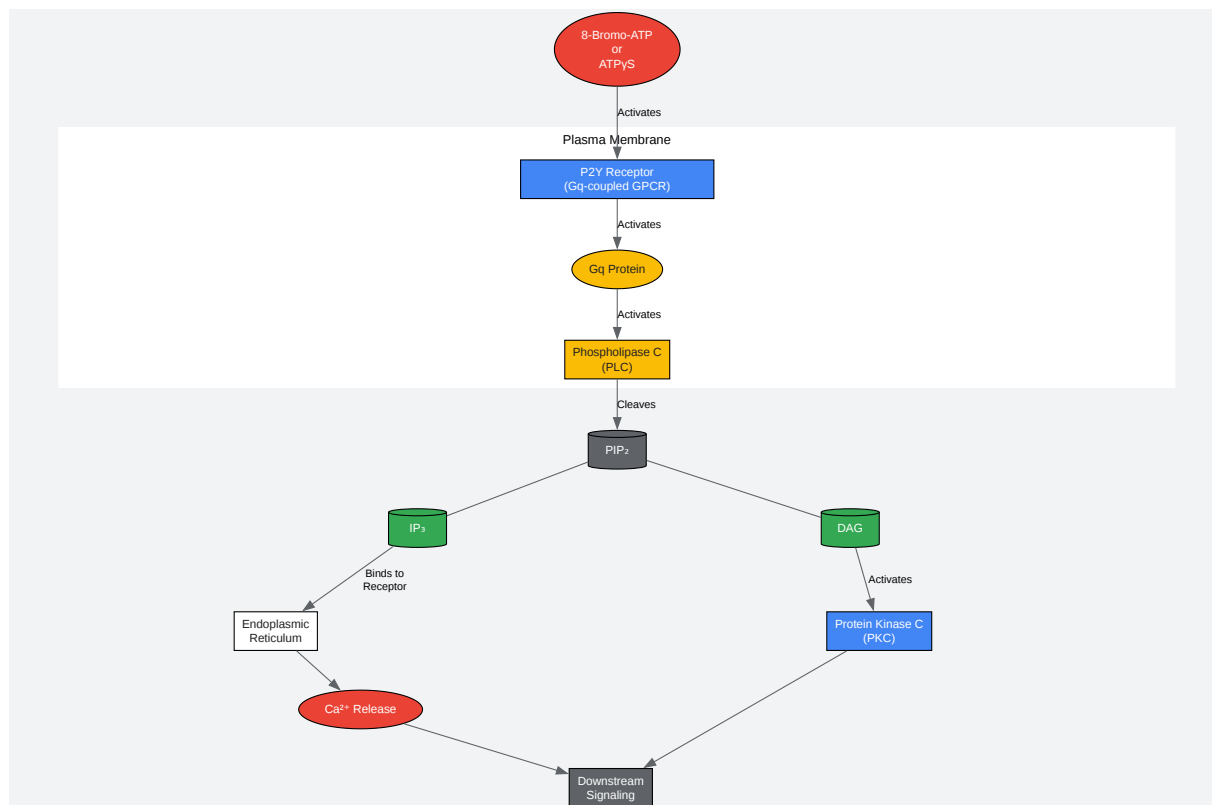 8-Bromo-ATP
or
ATPγS
Activates
Plasma Membrane
P2Y Receptor
(Gq-coupled GPCR)
Activates
Gq Protein
Activates
Phospholipase C
(PLC)
Cleaves
PIP₂
IP₃
DAG
Binds to
Receptor
Activates
Endoplasmic
Reticulum
Protein Kinase C
(PKC)
Ca²⁺ Release
Downstream
Signaling